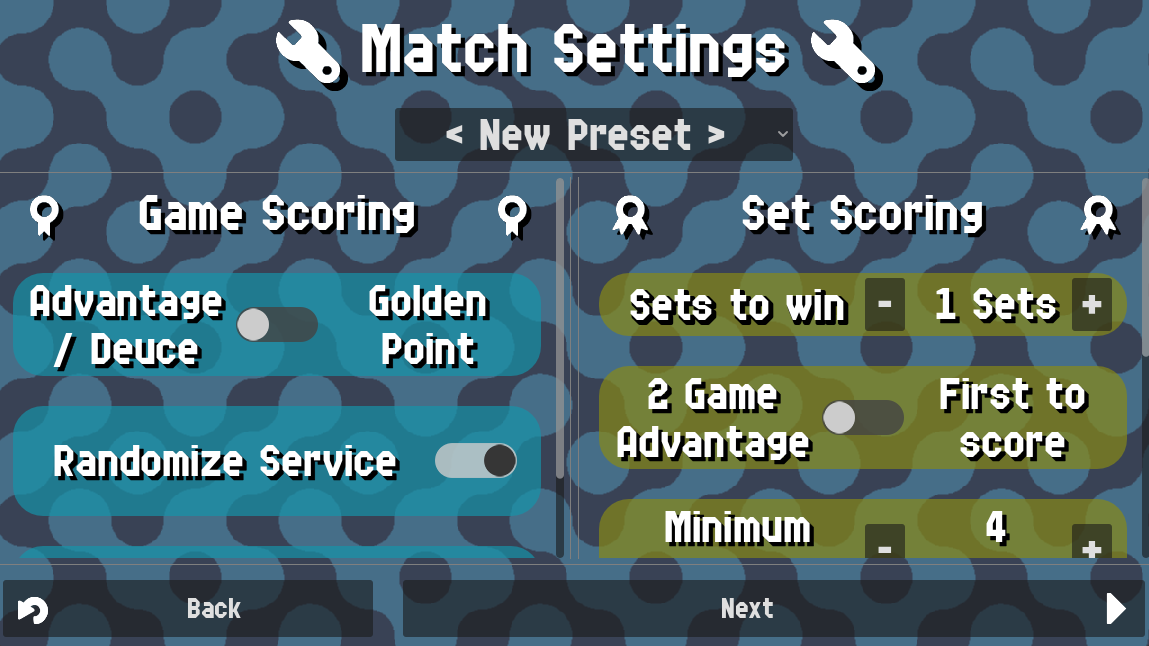 Match Settings
< New Preset >
Game Scoring
Advantage
/ Deuce
Golden
Point
Randomize Service
Set Scoring
Sets to win
-
1 Sets
+
2 Game
Advantage
First to
score
Minimum
-
4
+
Back
Next